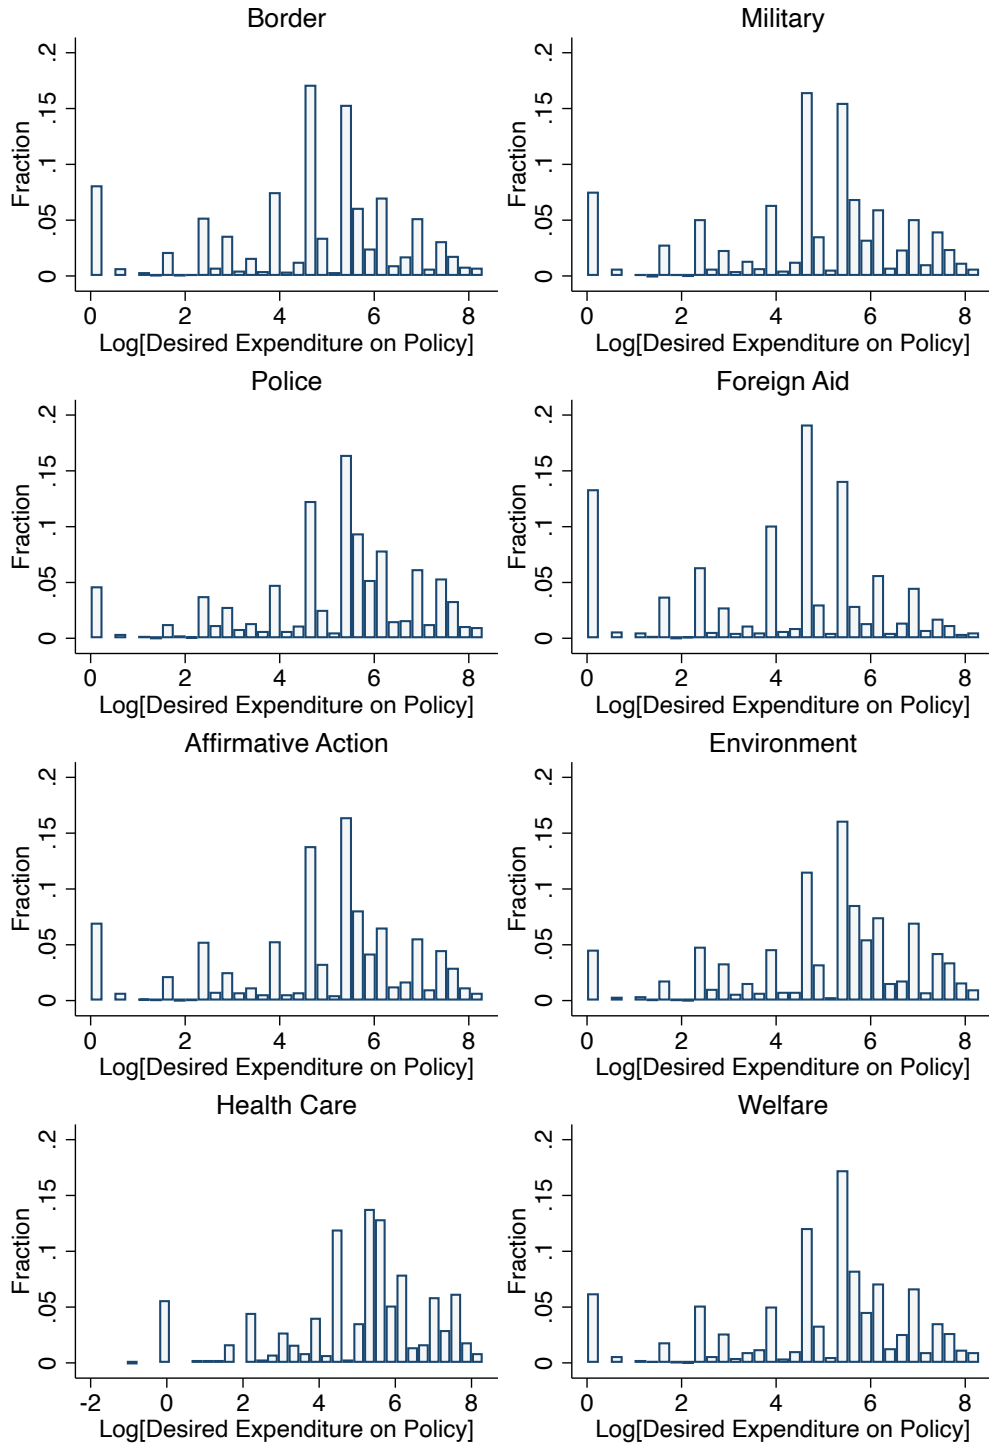 Border
Fraction
0 .05 .1 .15 .2
0 2 4 6 8
Log[Desired Expenditure on Policy]
Military
Fraction
0 .05 .1 .15 .2
0 2 4 6 8
Log[Desired Expenditure on Policy]
Police
Fraction
0 .05 .1 .15 .2
0 2 4 6 8
Log[Desired Expenditure on Policy]
Foreign Aid
Fraction
0 .05 .1 .15 .2
0 2 4 6 8
Log[Desired Expenditure on Policy]
Affirmative Action
Fraction
0 .05 .1 .15 .2
0 2 4 6 8
Log[Desired Expenditure on Policy]
Environment
Fraction
0 .05 .1 .15 .2
0 2 4 6 8
Log[Desired Expenditure on Policy]
Health Care
Fraction
0 .05 .1 .15 .2
-2 0 2 4 6 8
Log[Desired Expenditure on Policy]
Welfare
Fraction
0 .05 .1 .15 .2
0 2 4 6 8
Log[Desired Expenditure on Policy]